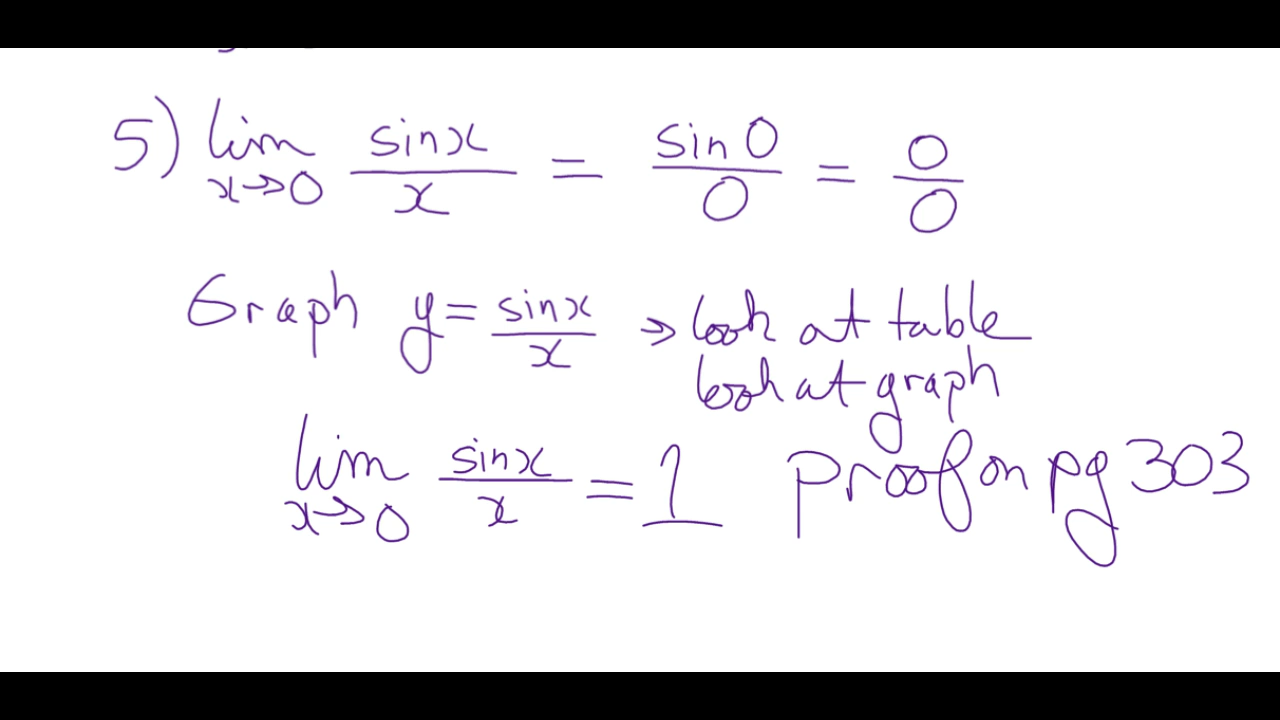 5) lim x→0 sinx/x = sin0/0 = 0/0
Graph y = sinx/x → look at table
look at graph
lim x→0 sinx/x = 1 proof on pg 303